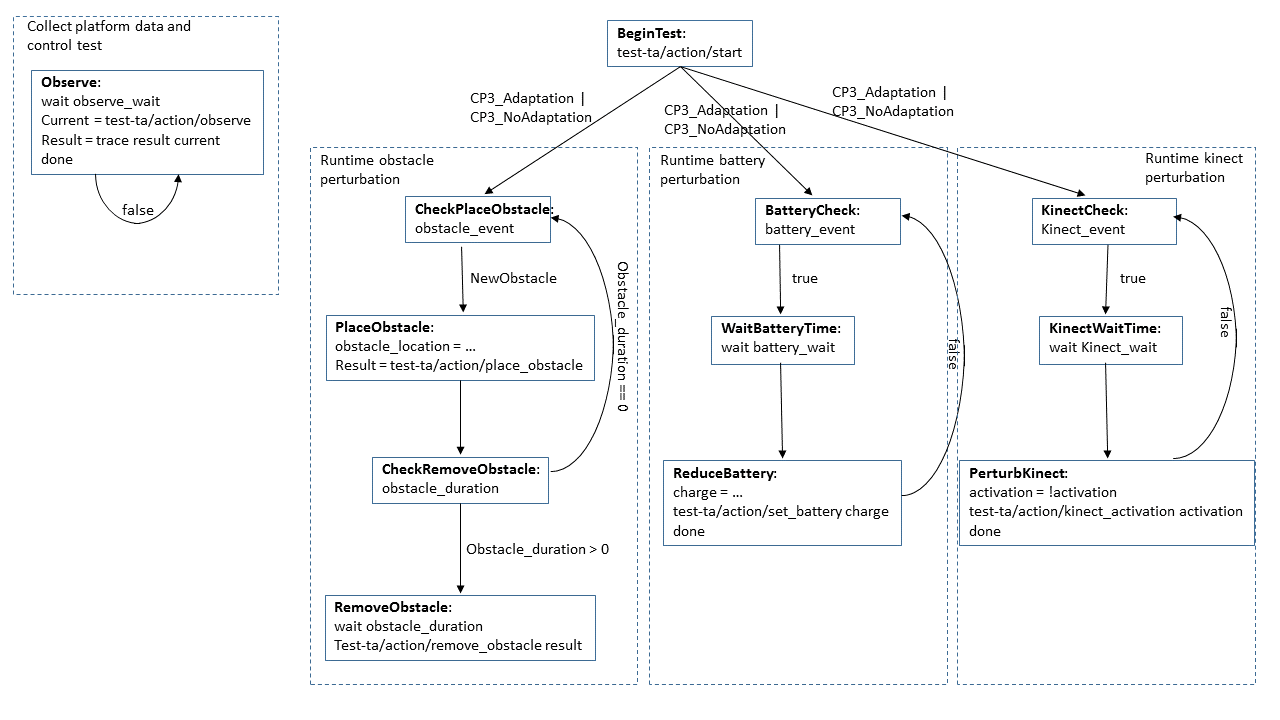 Collect platform data and
control test
Observe:
wait observe_wait
Current = test-ta/action/observe
Result = trace result current
done
false
BeginTest:
test-ta/action/start
CP3_Adaptation |
CP3_NoAdaptation
CP3_Adaptation |
CP3_NoAdaptation
CP3_Adaptation |
CP3_NoAdaptation
Runtime obstacle
perturbation
CheckPlaceObstacle:
obstacle_event
NewObstacle
PlaceObstacle:
obstacle_location = ...
Result = test-ta/action/place_obstacle
Obstacle_duration == 0
CheckRemoveObstacle:
obstacle_duration
Obstacle_duration > 0
RemoveObstacle:
wait obstacle_duration
Test-ta/action/remove_obstacle result
Runtime battery
perturbation
BatteryCheck:
battery_event
true
WaitBatteryTime:
wait battery_wait
false
ReduceBattery:
charge = ...
test-ta/action/set_battery charge
done
Runtime kinect
perturbation
KinectCheck:
Kinect_event
true
KinectWaitTime:
wait Kinect_wait
false
PerturbKinect:
activation = !activation
test-ta/action/kinect_activation activation
done